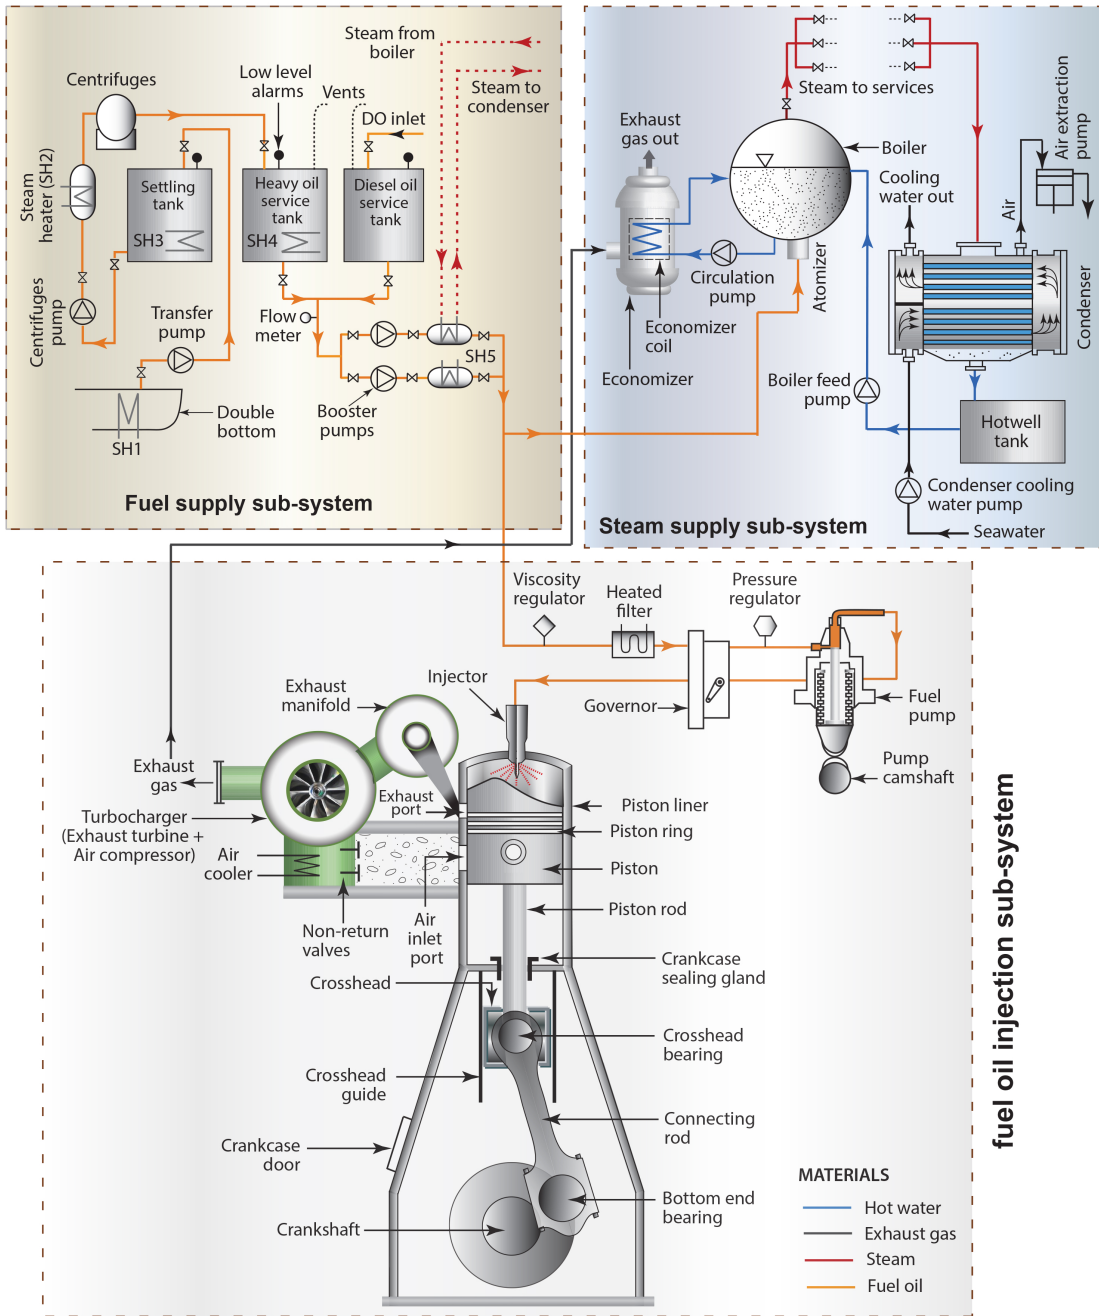 Steam from
boiler
Steam to
condenser
Centrifuges
Low level
alarms
Vents
DO inlet
Steam
heater (SH2)
Settling
tank
SH3
Heavy oil
service
tank
SH4
Diesel oil
service
tank
Centrifuges
pump
Transfer
pump
Flow
meter
SH5
Booster
pumps
Double
bottom
SH1
Fuel supply sub-system
Steam to services
Exhaust
gas out
Boiler
Cooling
water out
Air
Air extraction
pump
Circulation
pump
Atomizer
Economizer
coil
Economizer
Condenser
Boiler feed
pump
Hotwell
tank
Condenser cooling
water pump
Seawater
Steam supply sub-system
Viscosity
regulator
Heated
filter
Pressure
regulator
Injector
Governor
Fuel
pump
Pump
camshaft
Exhaust
manifold
Exhaust
gas
Exhaust
port
Turbocharger
(Exhaust turbine +
Air compressor)
Air
cooler
Non-return
valves
Air
inlet
port
Piston liner
Piston ring
Piston
Piston rod
Crankcase
sealing gland
Crosshead
Crosshead
bearing
Crosshead
guide
Connecting
rod
Crankcase
door
Bottom end
bearing
Crankshaft
fuel oil injection sub-system
MATERIALS
Hot water
Exhaust gas
Steam
Fuel oil